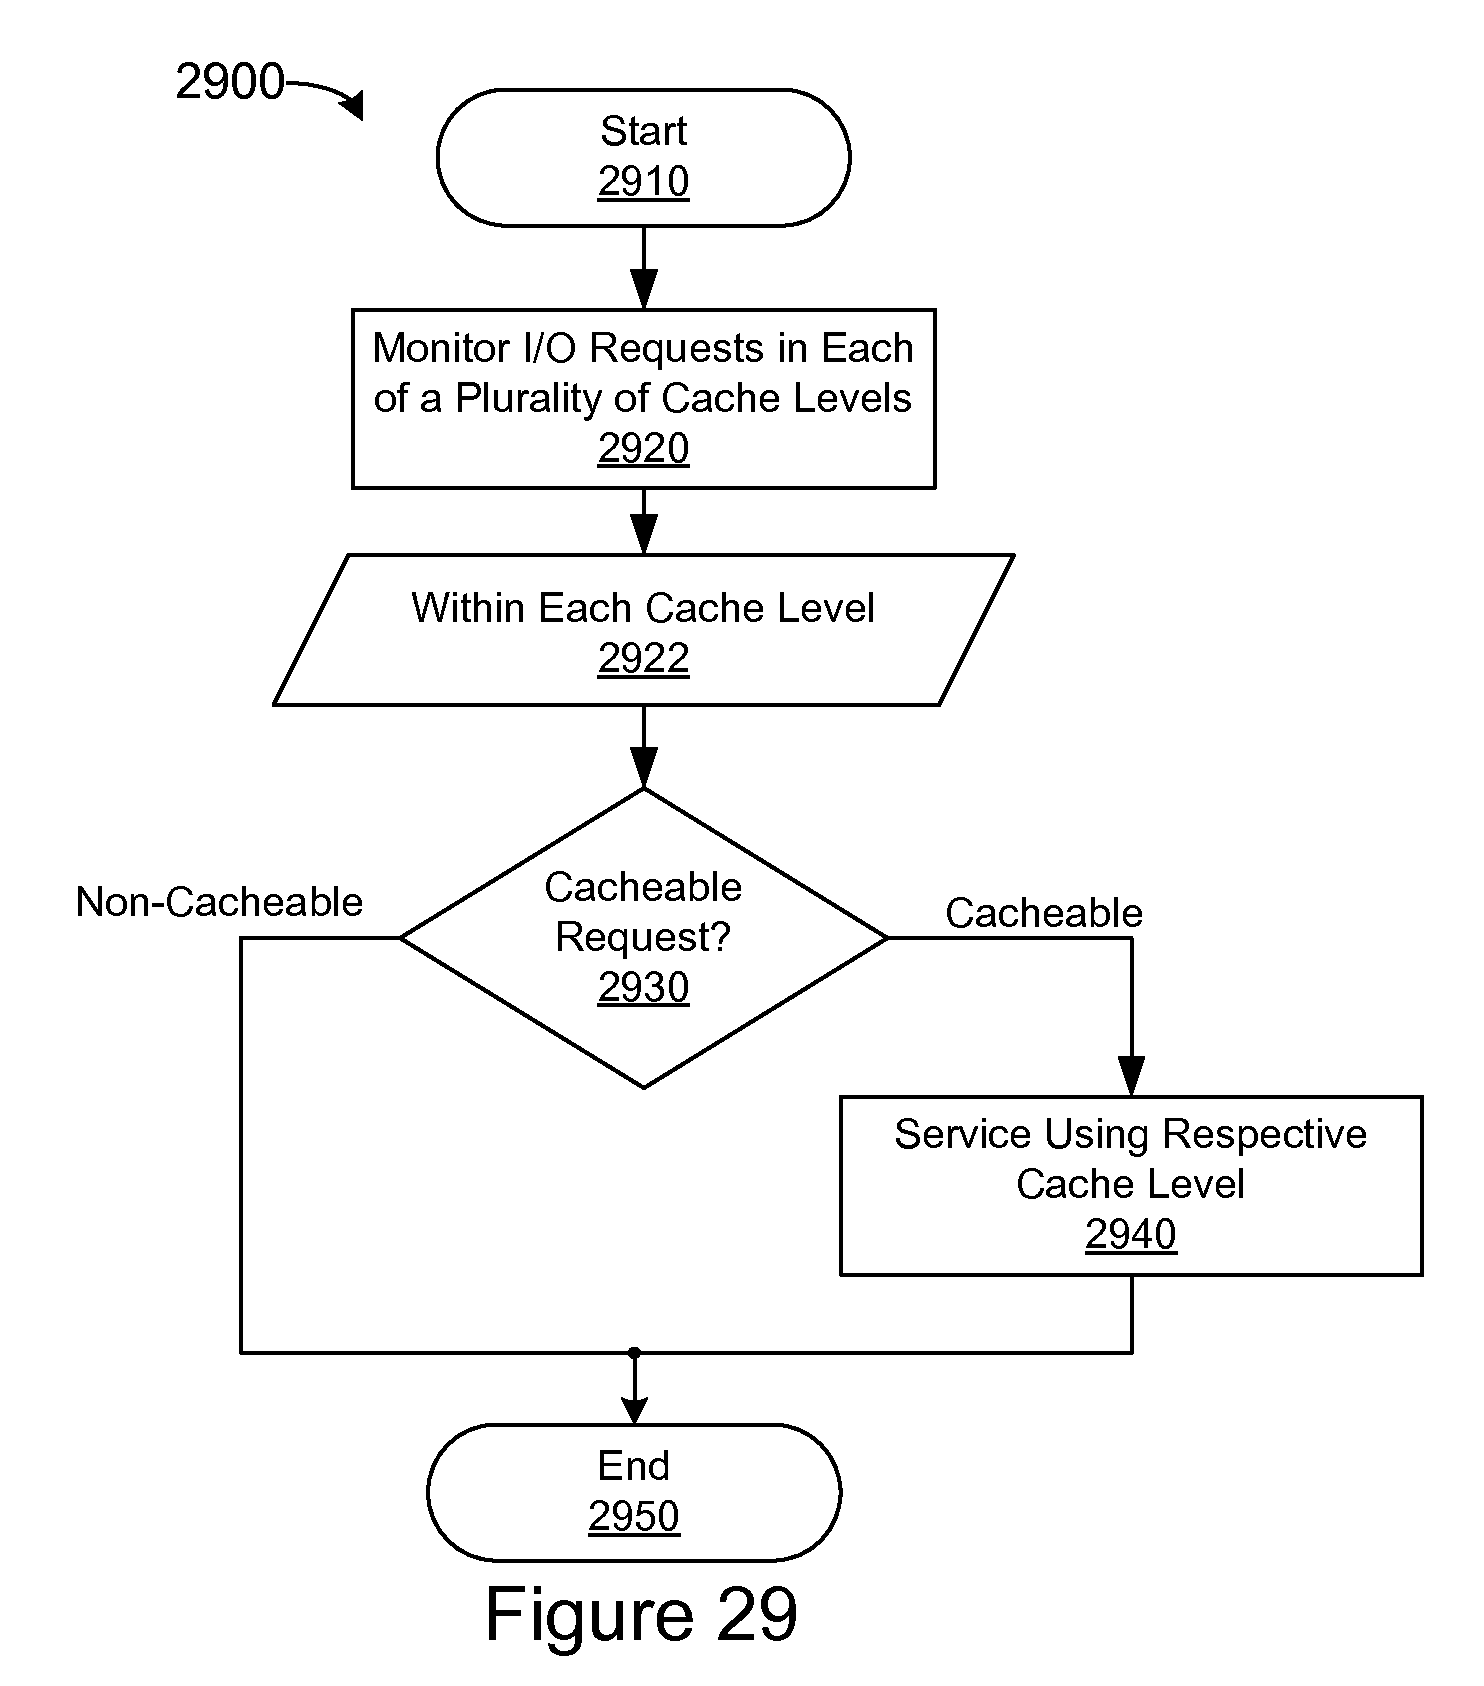 2900
Start
2910
Monitor I/O Requests in Each
of a Plurality of Cache Levels
2920
Within Each Cache Level
2922
Non-Cacheable
Cacheable
Request?
2930
Cacheable
Service Using Respective
Cache Level
2940
End
2950
Figure 29